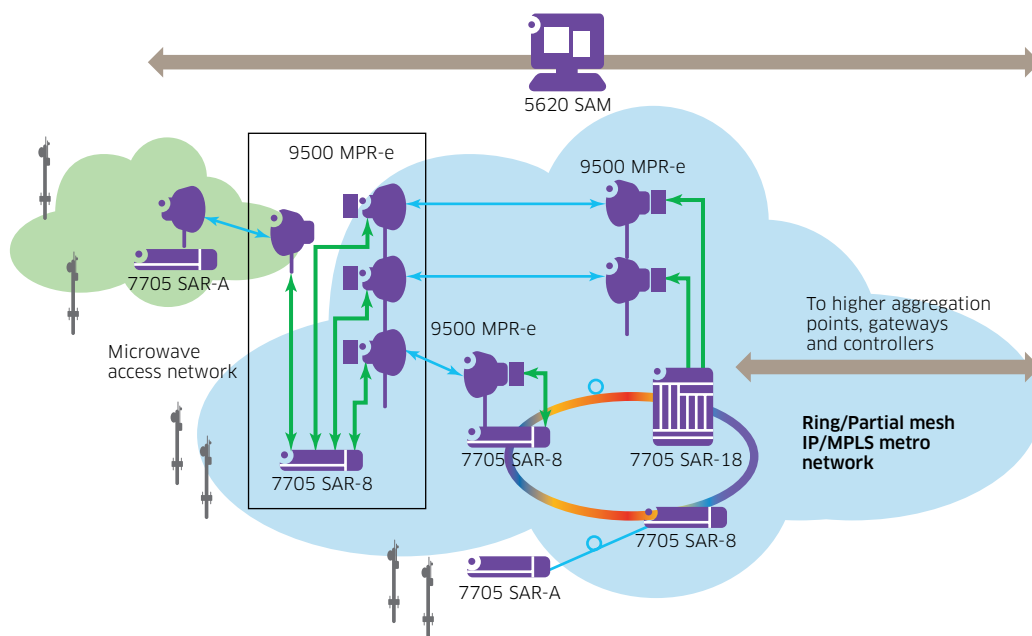 5620 SAM
9500 MPR-e
9500 MPR-e
7705 SAR-A
To higher aggregation
points, gateways
and controllers
9500 MPR-e
Microwave
access network
Ring/Partial mesh
IP/MPLS metro
network
7705 SAR-8
7705 SAR-8
7705 SAR-18
7705 SAR-8
7705 SAR-A